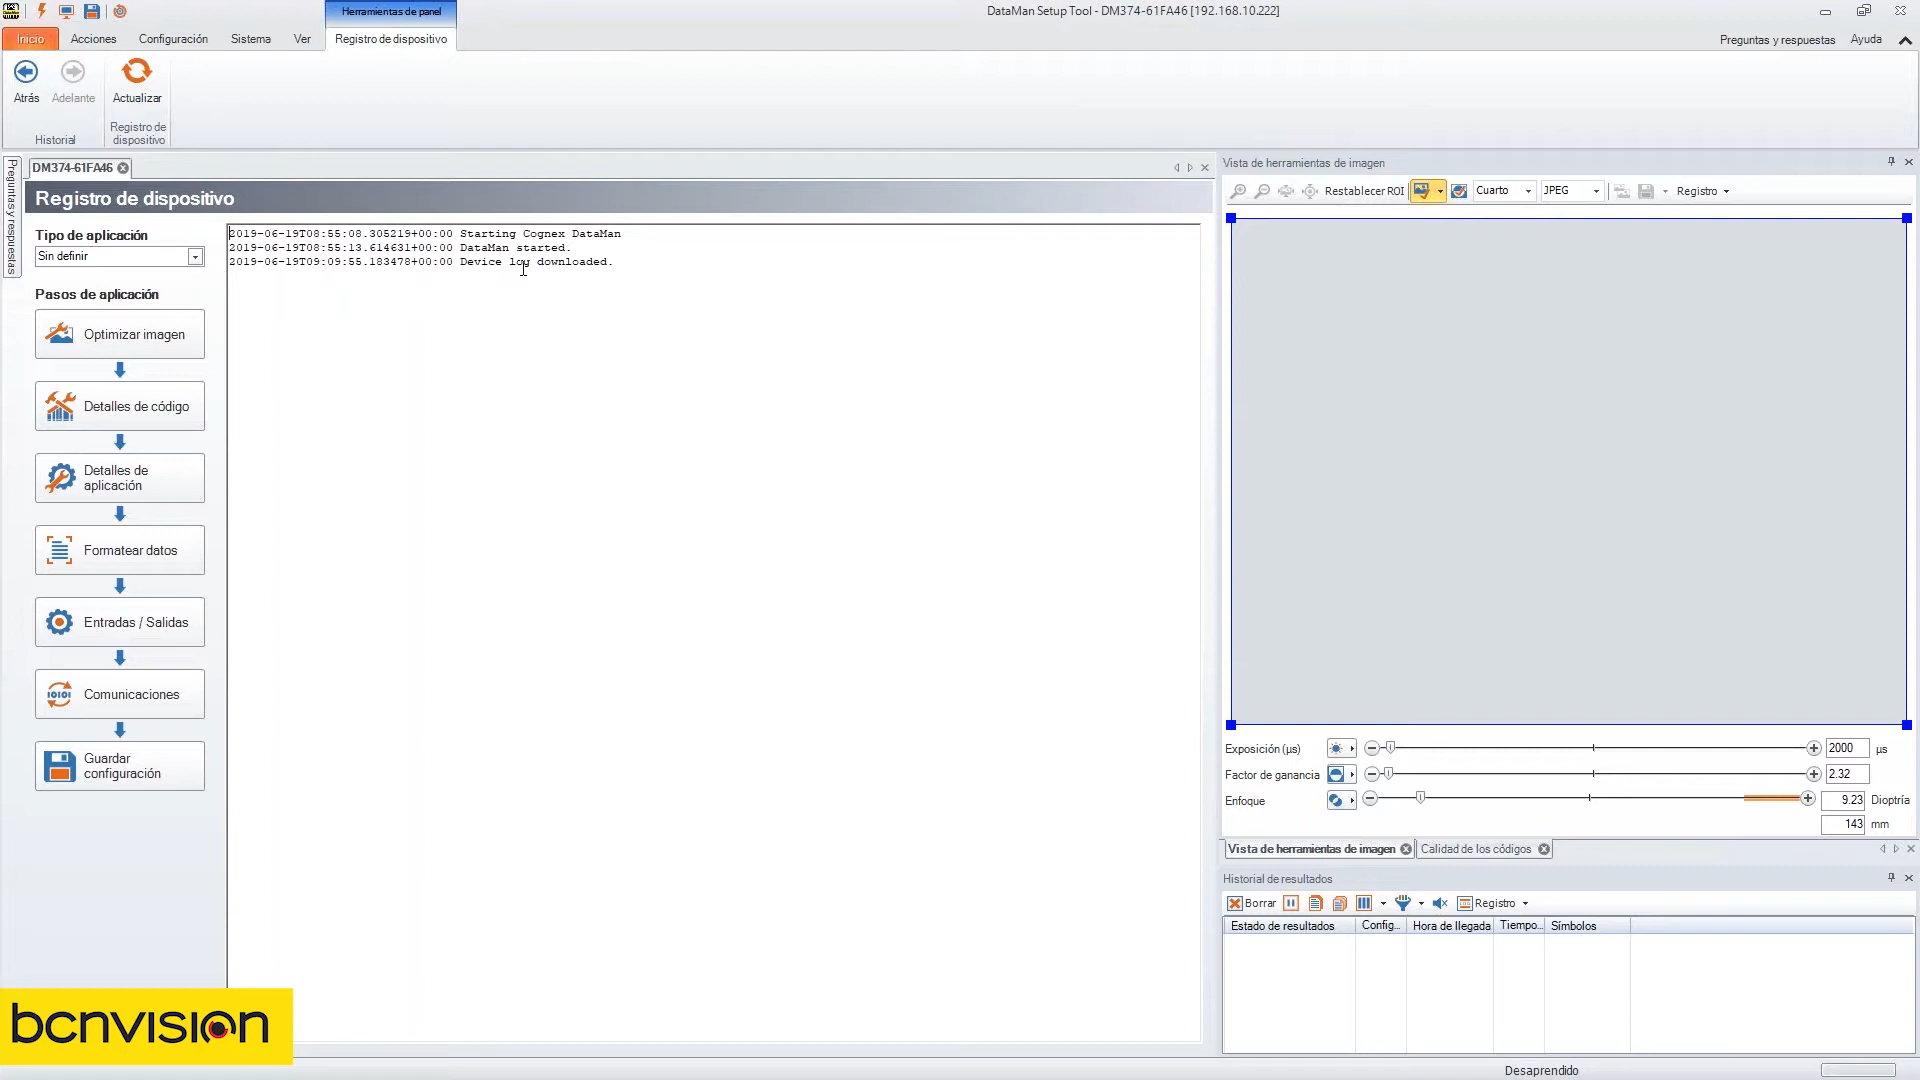 Herramientas de panel
DataMan Setup Tool - DM374-61FA46 [192.168.10.222]
Inicio Acciones Configuración Sistema Ver Registro de dispositivo
Preguntas y respuestas Ayuda
Atrás Adelante Actualizar
Historial Registro de dispositivo
Preguntas y respuestas
DM374-61FA46
Registro de dispositivo
Tipo de aplicación
Sin definir
Pasos de aplicación
Optimizar imagen
Detalles de código
Detalles de
aplicación
Formatear datos
Entradas / Salidas
Comunicaciones
Guardar
configuración
2019-06-19T08:55:08.305219+00:00 Starting Cognex DataMan
2019-06-19T08:55:13.614631+00:00 DataMan started.
2019-06-19T09:09:55.183478+00:00 Device log downloaded.
Vista de herramientas de imagen
Restablecer ROI Cuarto JPEG Registro
Exposición (µs) 2000 µs
Factor de ganancia 2.32
Enfoque 9.23 Dioptría
143 mm
Vista de herramientas de imagen Calidad de los códigos
Historial de resultados
Borrar Registro
Estado de resultados Config... Hora de llegada Tiempo... Símbolos
Desaprendido
bcnvision